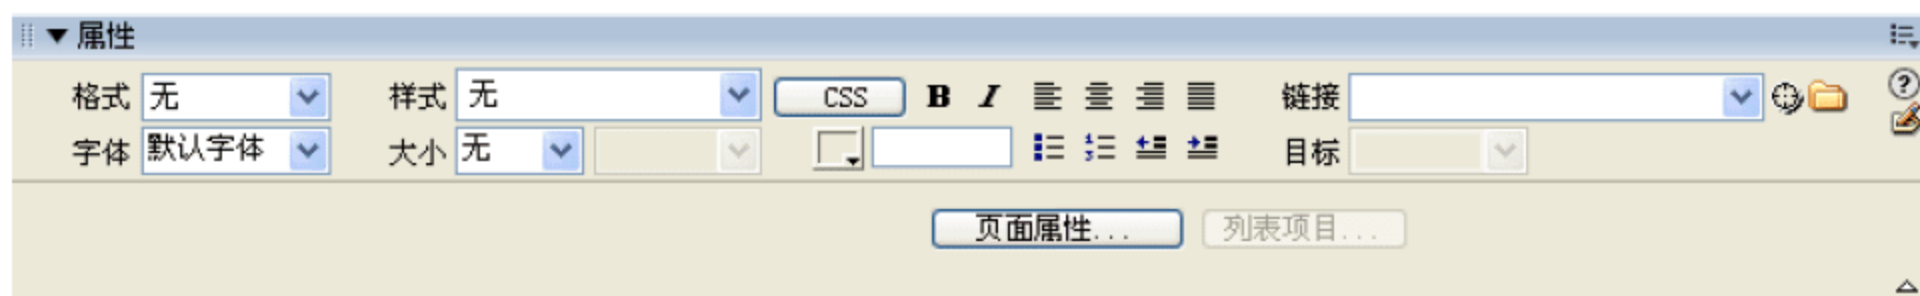 属性
格式 无 样式 无 CSS B I 链接
字体 默认字体 大小 无 目标
页面属性... 列表项目...